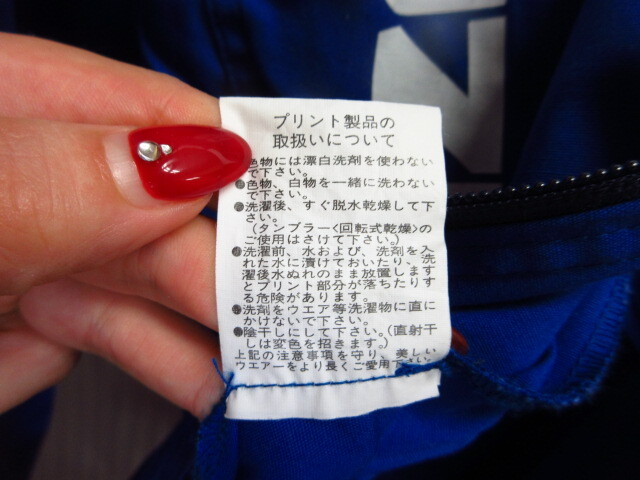 プリント製品の
取扱いについて
色物には漂白洗剤を使わない
で下さい。
●色物、白物を一緒に洗わない
で下さい。
●洗濯後、すぐ脱水乾燥して下
さい。
(タンブラー<回転式乾燥>の
ご使用はさけて下さい。)
●洗濯前、水および、洗剤を入
れた水に漬けておいたり、洗
濯後水ぬれのまま放置します
とプリント部分が落ちたりす
る危険があります。
●洗剤をウエア等洗濯物に直に
かけないで下さい。
●陰干しにして下さい。(直射干
しは変色を招きます。)
上記の注意事項を守り、美しい
ウエアーをより長くご愛用下さい。